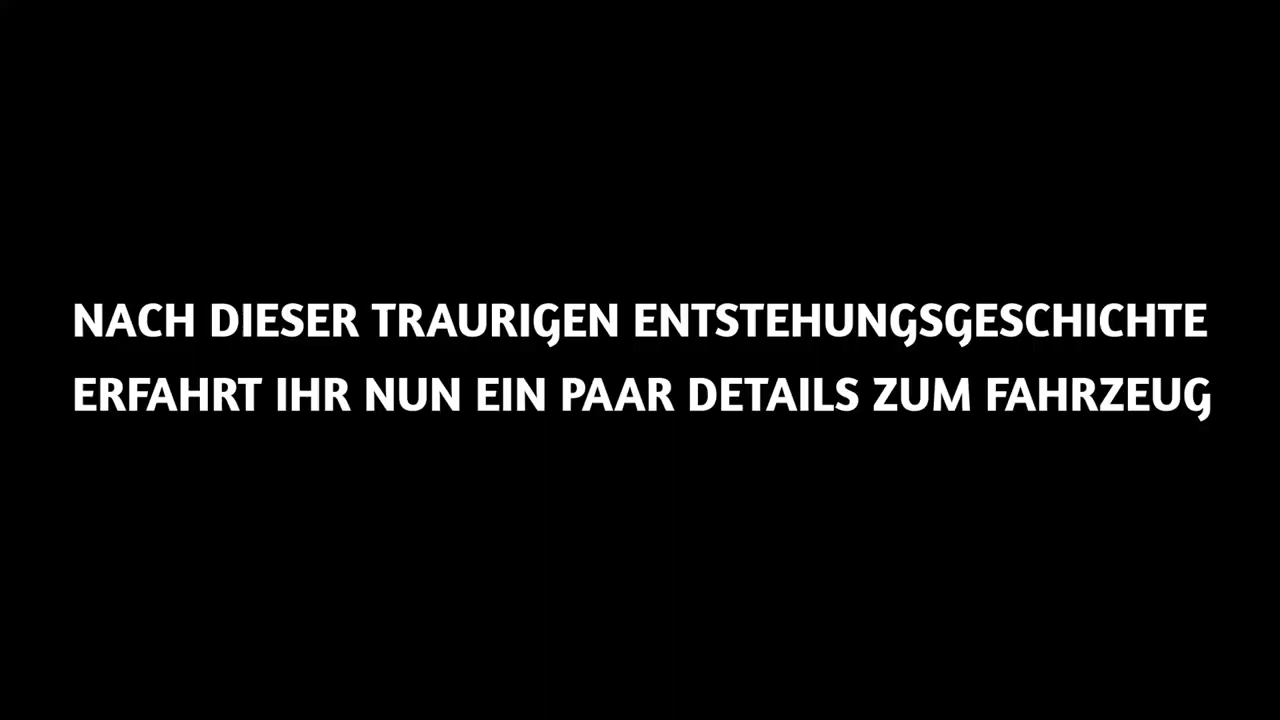 NACH DIESER TRAURIGEN ENTSTEHUNGSGESCHICHTE
ERFAHRT IHR NUN EIN PAAR DETAILS ZUM FAHRZEUG